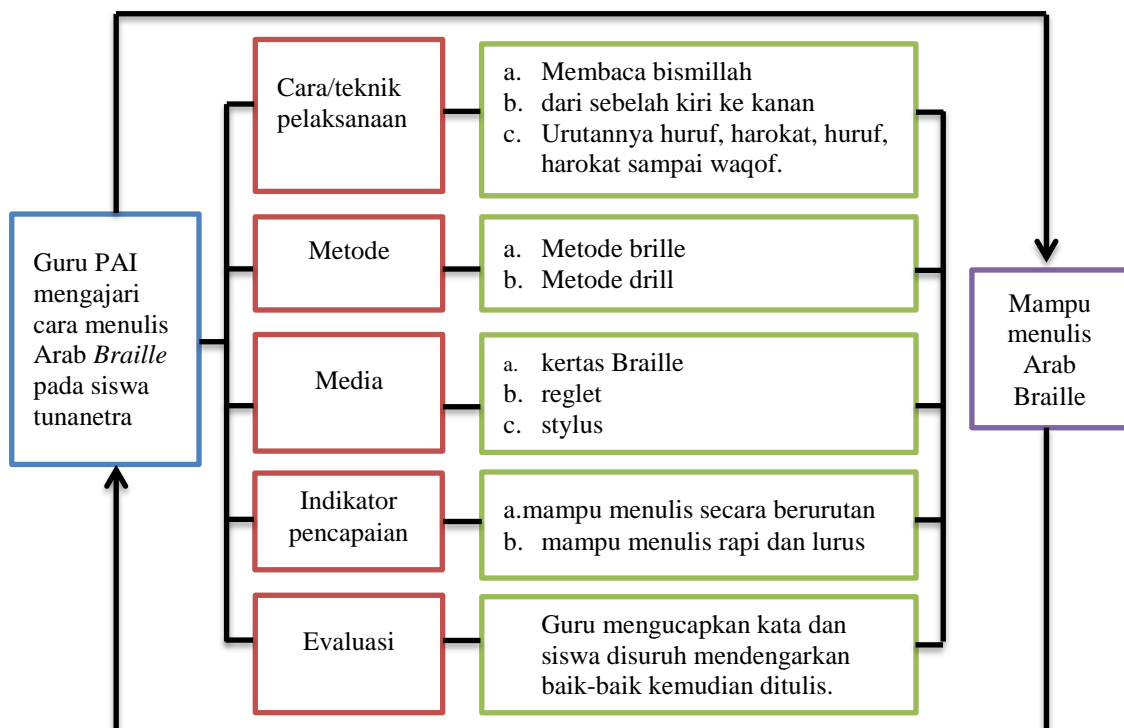 Guru PAI
mengajari
cara menulis
Arab Braille
pada siswa
tunanetra
Cara/teknik
pelaksanaan
a. Membaca bismillah
b. dari sebelah kiri ke kanan
c. Urutannya huruf, harokat, huruf,
harokat sampai waqof.
Metode
a. Metode brille
b. Metode drill
Media
a. kertas Braille
b. reglet
c. stylus
Indikator
pencapaian
a.mampu menulis secara berurutan
b. mampu menulis rapi dan lurus
Evaluasi
Guru mengucapkan kata dan
siswa disuruh mendengarkan
baik-baik kemudian ditulis.
Mampu
menulis
Arab
Braille